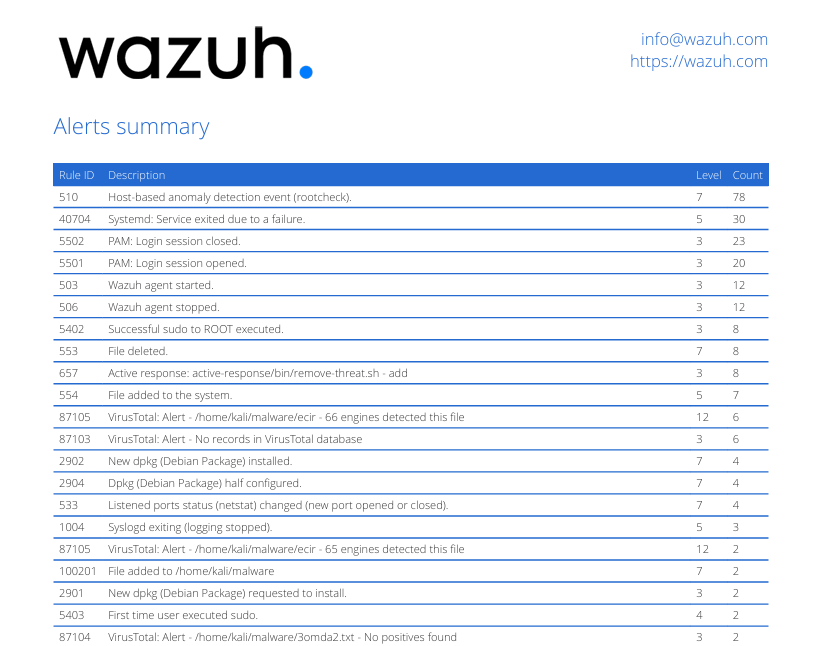 wazuh.
info@wazuh.com
https://wazuh.com
Alerts summary
Rule ID Description Level Count
510 Host-based anomaly detection event (rootcheck). 7 78
40704 Systemd: Service exited due to a failure. 5 30
5502 PAM: Login session closed. 3 23
5501 PAM: Login session opened. 3 20
503 Wazuh agent started. 3 12
506 Wazuh agent stopped. 3 12
5402 Successful sudo to ROOT executed. 3 8
553 File deleted. 7 8
657 Active response: active-response/bin/remove-threat.sh - add 3 8
554 File added to the system. 5 7
87105 VirusTotal: Alert - /home/kali/malware/ecir - 66 engines detected this file 12 6
87103 VirusTotal: Alert - No records in VirusTotal database 3 6
2902 New dpkg (Debian Package) installed. 7 4
2904 Dpkg (Debian Package) half configured. 7 4
533 Listened ports status (netstat) changed (new port opened or closed). 7 4
1004 Syslogd exiting (logging stopped). 5 3
87105 VirusTotal: Alert - /home/kali/malware/ecir - 65 engines detected this file 12 2
100201 File added to /home/kali/malware 7 2
2901 New dpkg (Debian Package) requested to install. 3 2
5403 First time user executed sudo. 4 2
87104 VirusTotal: Alert - /home/kali/malware/3omda2.txt - No positives found 3 2